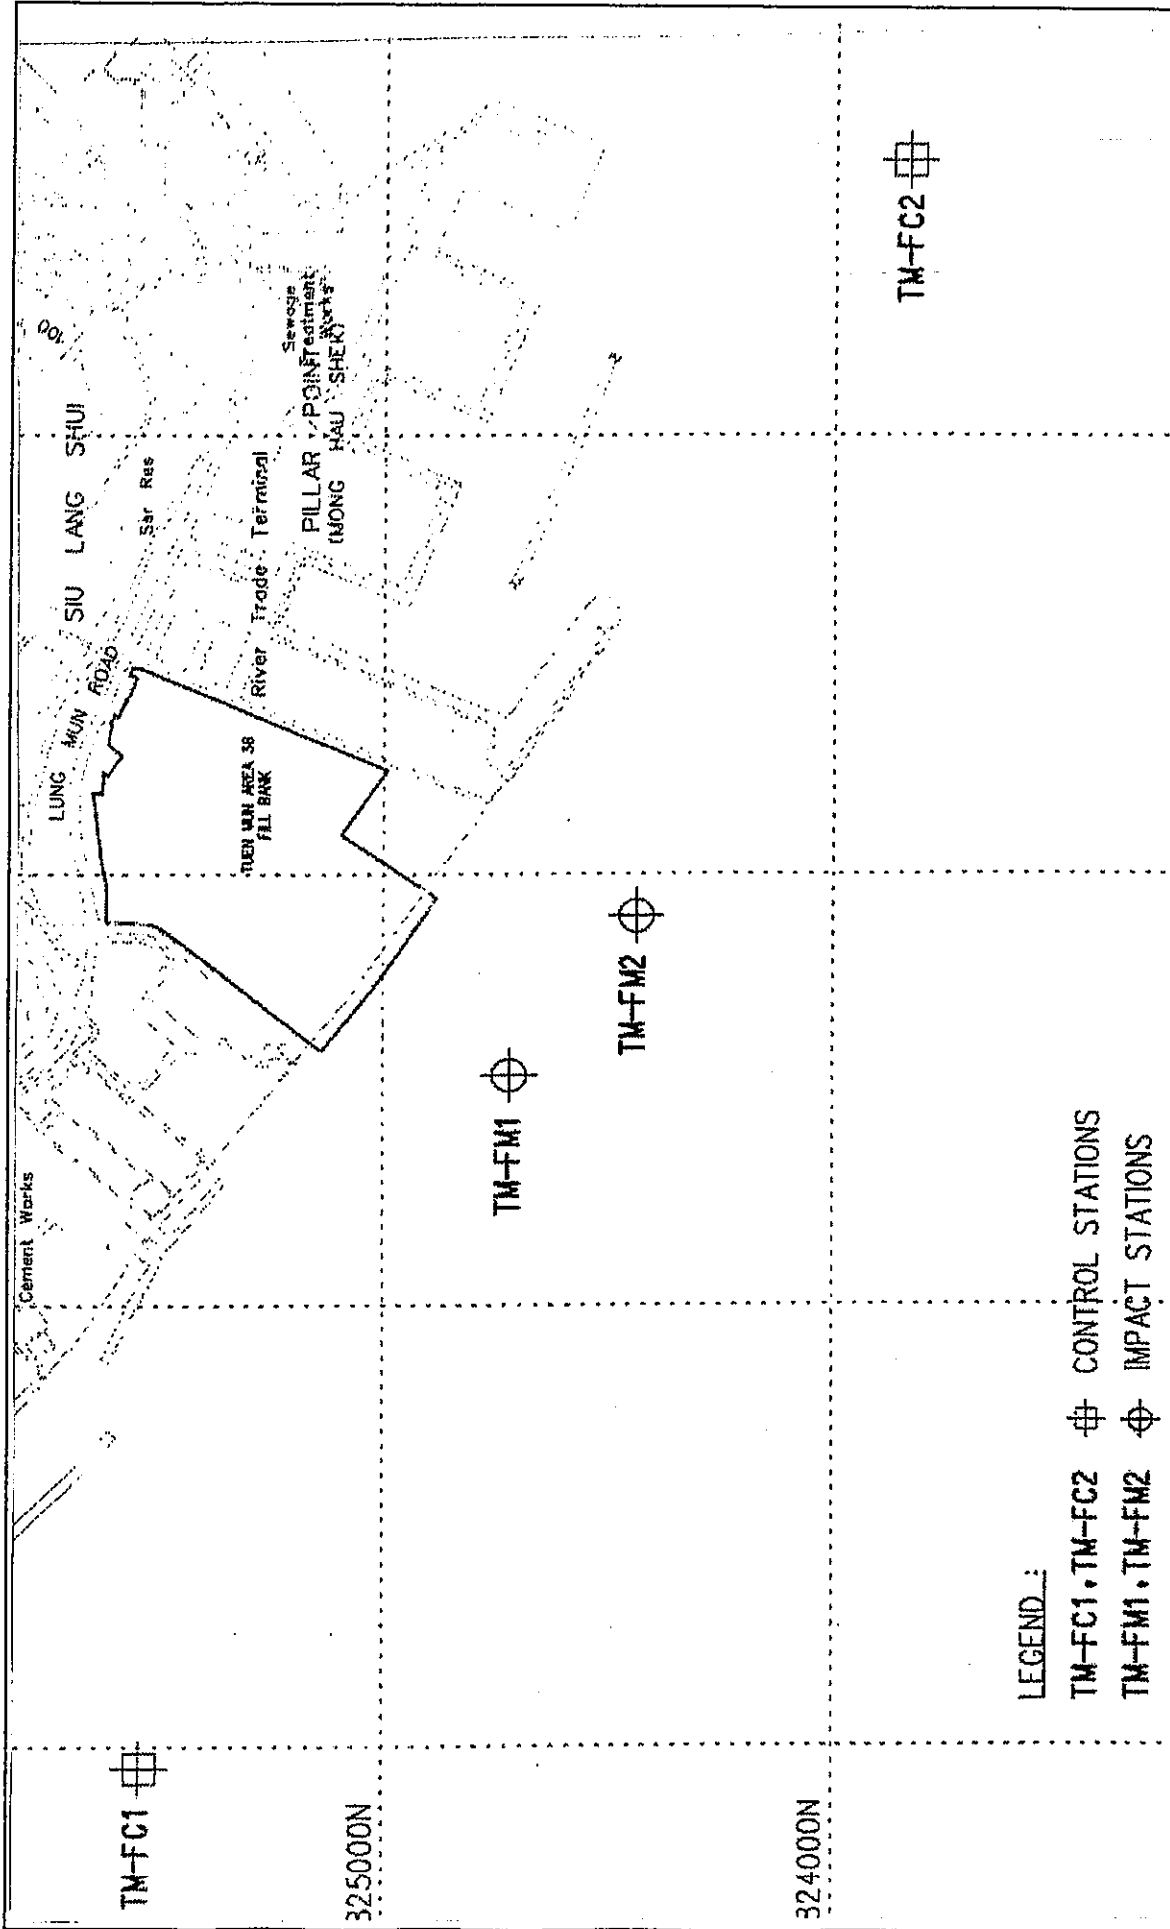 Cement Works
LUNG MUN ROAD
SIU LANG SHUI
100
Ser Res
River Trade Terminal
Sewage
Treatment
Works
PILLAR POINT
(MONG HAU SHEK)
TUEN MUN AREA 38
FILL BANK
TM-FC1
325000N
TM-FM1
TM-FM2
324000N
TM-FC2
LEGEND :
TM-FC1,TM-FC2 CONTROL STATIONS
TM-FM1,TM-FM2 IMPACT STATIONS